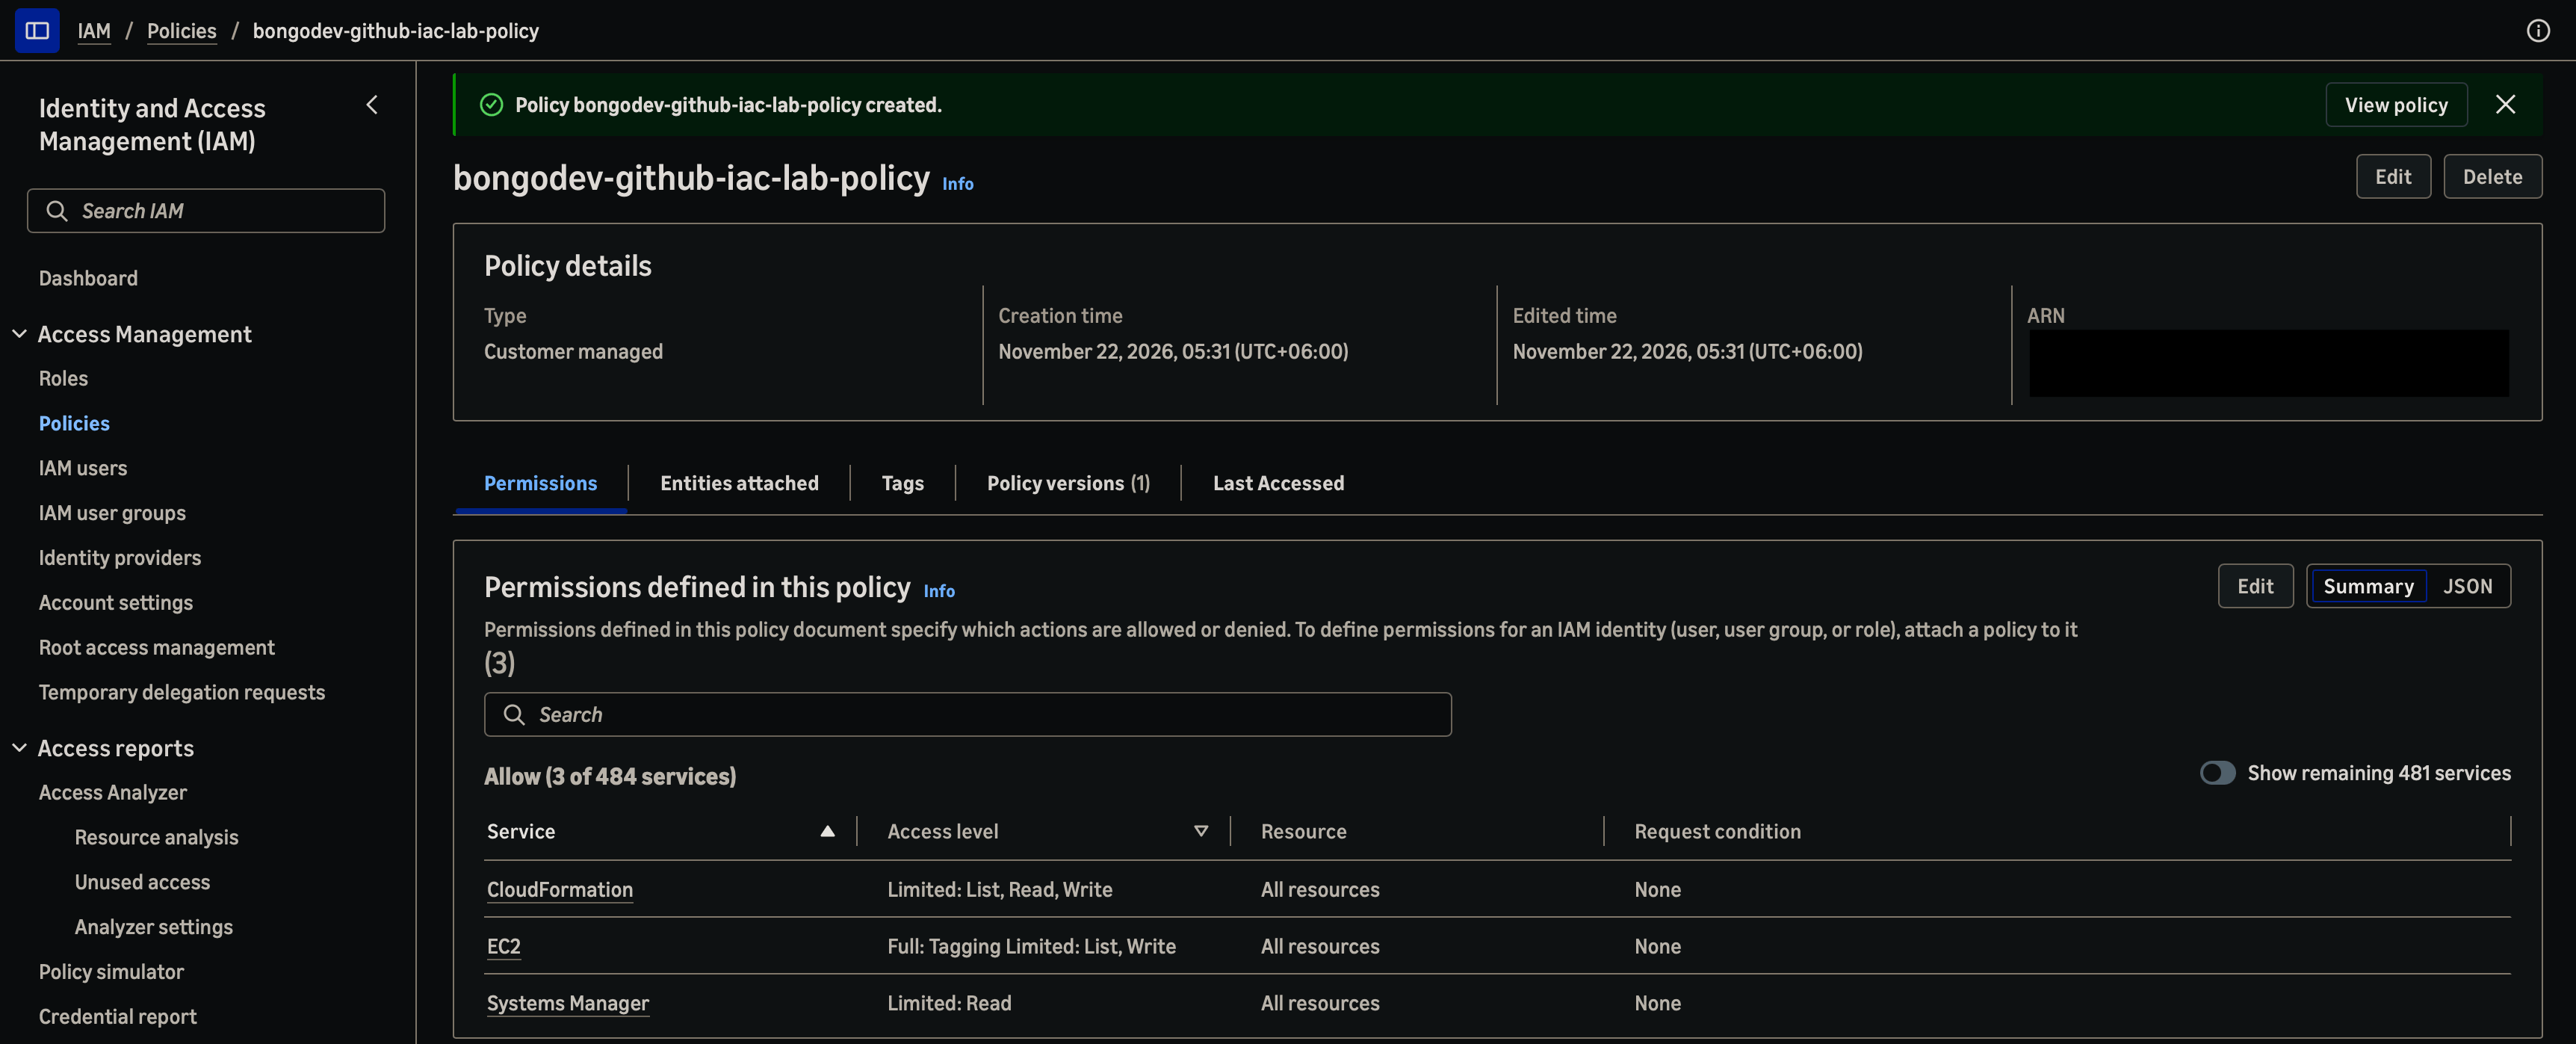 IAM / Policies / bongodev-github-iac-lab-policy
Identity and Access
Management (IAM)
Search IAM
Dashboard
Access Management
Roles
Policies
IAM users
IAM user groups
Identity providers
Account settings
Root access management
Temporary delegation requests
Access reports
Access Analyzer
Resource analysis
Unused access
Analyzer settings
Policy simulator
Credential report
Policy bongodev-github-iac-lab-policy created.
View policy
bongodev-github-iac-lab-policy Info
Edit Delete
Policy details
Type
Customer managed
Creation time
November 22, 2026, 05:31 (UTC+06:00)
Edited time
November 22, 2026, 05:31 (UTC+06:00)
ARN
Permissions Entities attached Tags Policy versions (1) Last Accessed
Permissions defined in this policy Info
Edit Summary JSON
Permissions defined in this policy document specify which actions are allowed or denied. To define permissions for an IAM identity (user, user group, or role), attach a policy to it
(3)
Search
Allow (3 of 484 services)
Show remaining 481 services
Service Access level Resource Request condition
CloudFormation Limited: List, Read, Write All resources None
EC2 Full: Tagging Limited: List, Write All resources None
Systems Manager Limited: Read All resources None